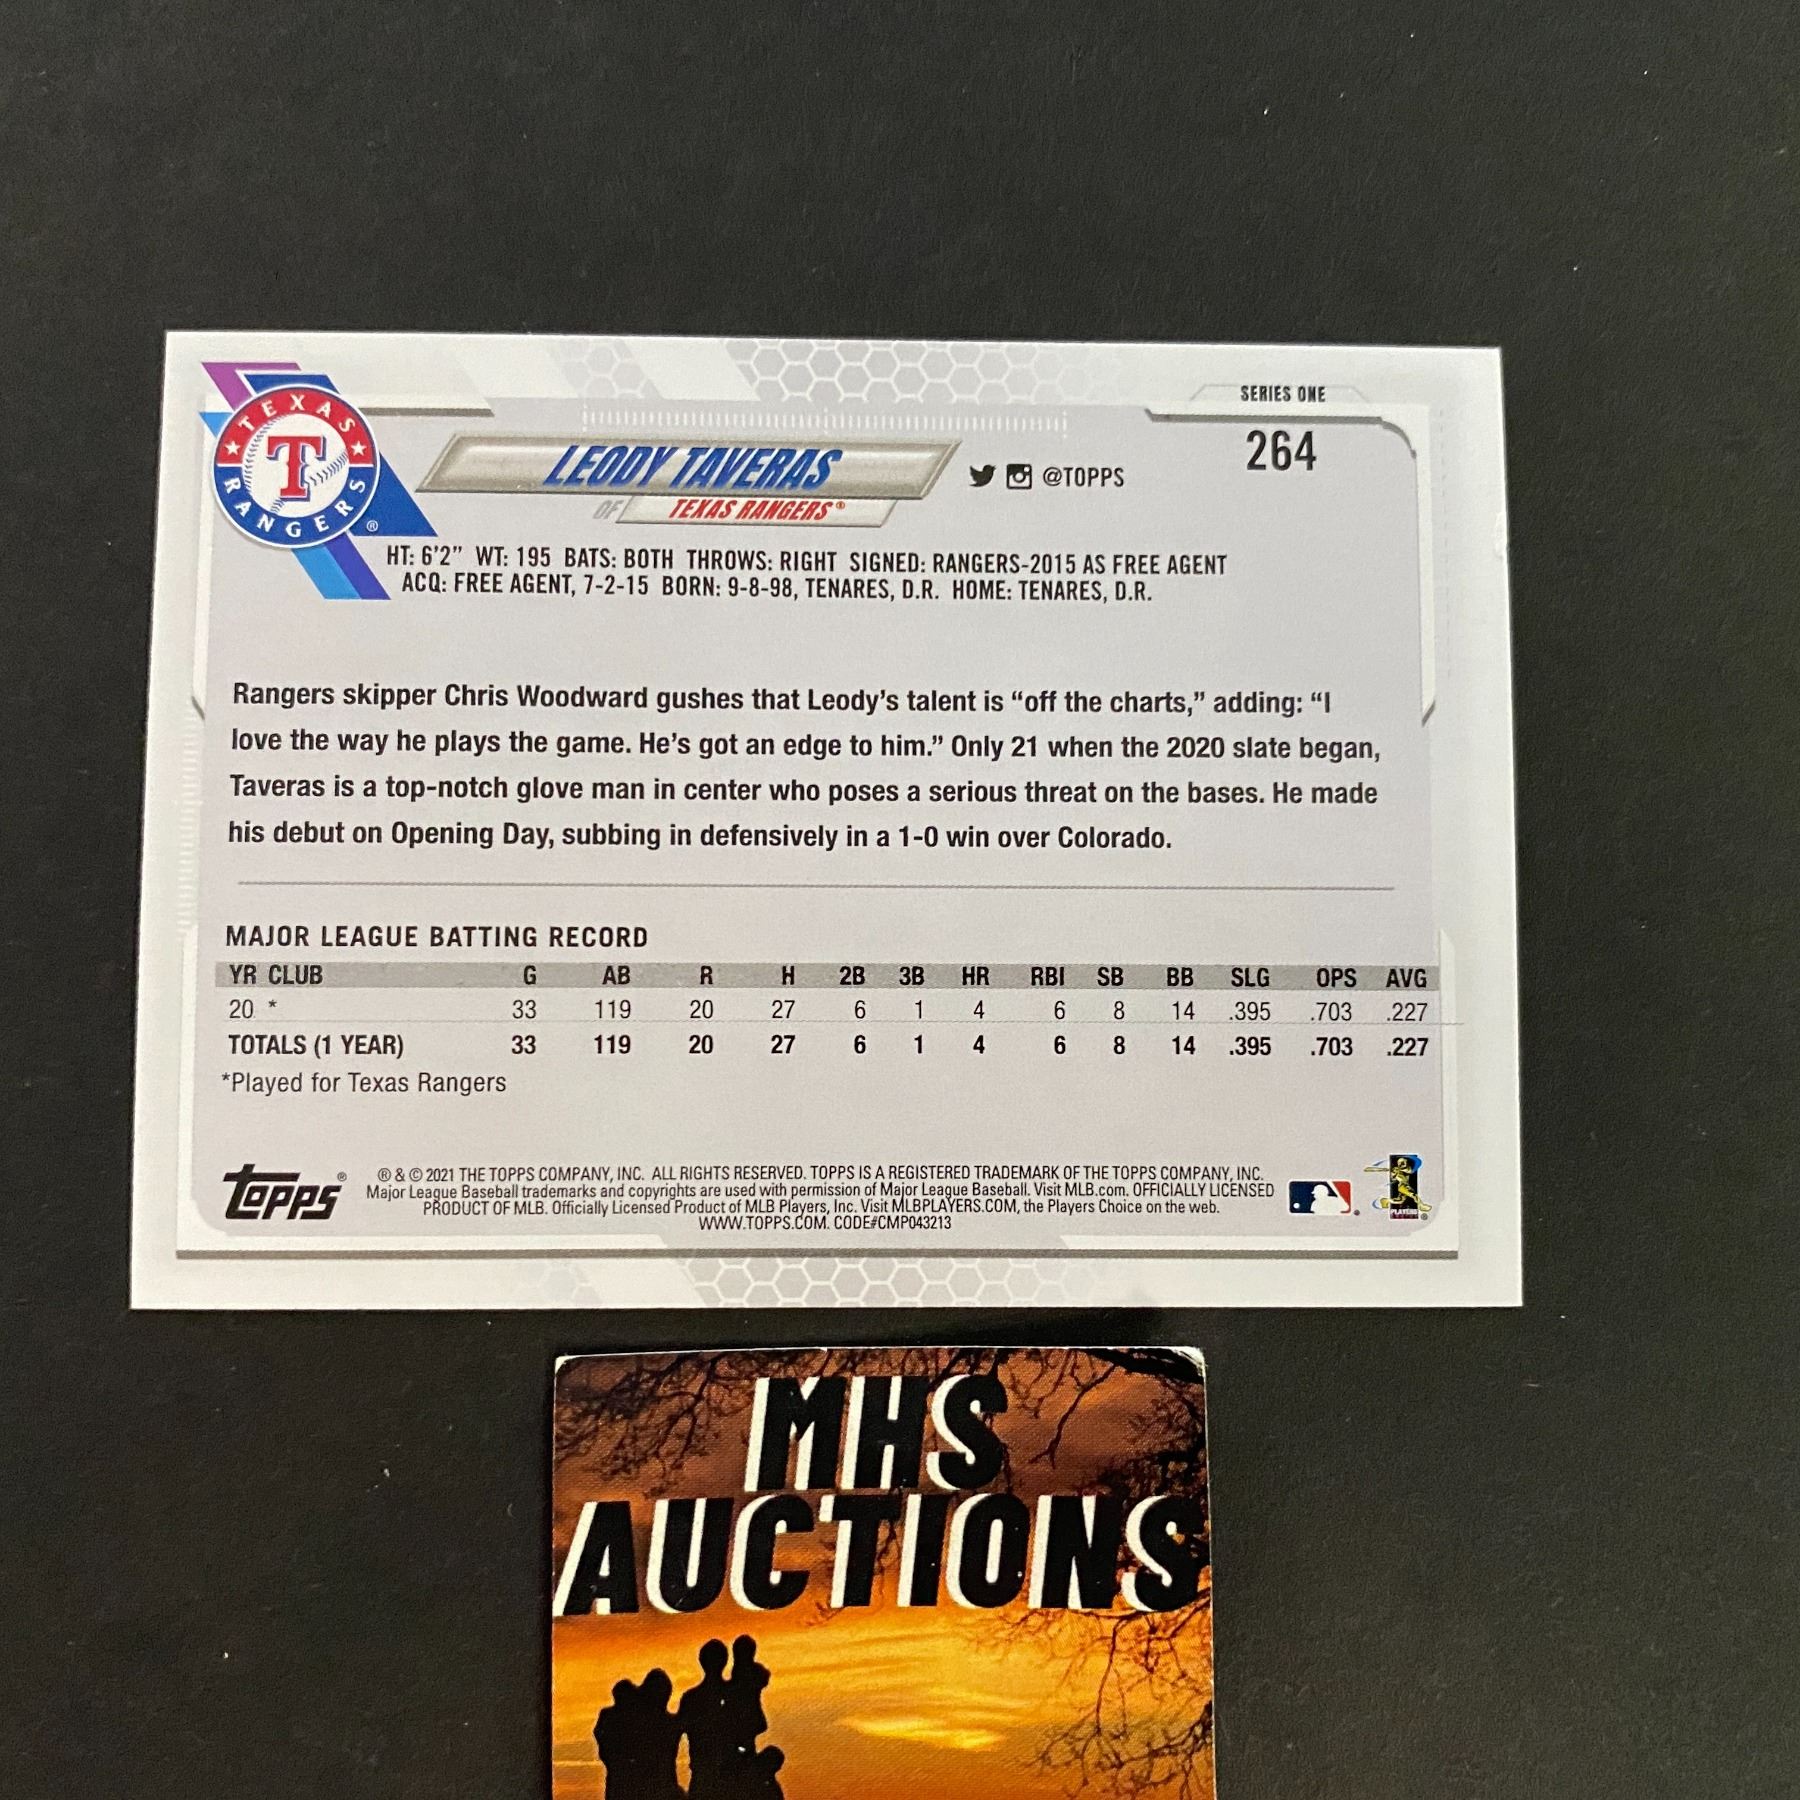 SERIES ONE
264
TEXAS
T
RANGERS ®
LEODY TAVERAS
@TOPPS
OF TEXAS RANGERS®
HT: 6'2" WT: 195 BATS: BOTH THROWS: RIGHT SIGNED: RANGERS-2015 AS FREE AGENT
ACQ: FREE AGENT, 7-2-15 BORN: 9-8-98, TENARES, D.R. HOME: TENARES, D.R.
Rangers skipper Chris Woodward gushes that Leody's talent is “off the charts,” adding: “I
love the way he plays the game. He's got an edge to him.” Only 21 when the 2020 slate began,
Taveras is a top-notch glove man in center who poses a serious threat on the bases. He made
his debut on Opening Day, subbing in defensively in a 1-0 win over Colorado.
MAJOR LEAGUE BATTING RECORD
YR CLUB G AB R H 2B 3B HR RBI SB BB SLG OPS AVG
20 * 33 119 20 27 6 1 4 6 8 14 .395 .703 .227
TOTALS (1 YEAR) 33 119 20 27 6 1 4 6 8 14 .395 .703 .227
*Played for Texas Rangers
Topps®
® & © 2021 THE TOPPS COMPANY, INC. ALL RIGHTS RESERVED. TOPPS IS A REGISTERED TRADEMARK OF THE TOPPS COMPANY, INC.
Major League Baseball trademarks and copyrights are used with permission of Major League Baseball. Visit MLB.com. OFFICIALLY LICENSED
PRODUCT OF MLB. Officially Licensed Product of MLB Players, Inc. Visit MLBPLAYERS.COM, the Players Choice on the web.
WWW.TOPPS.COM. CODE#CMP043213
PLAYERS
MHS
AUCTIONS